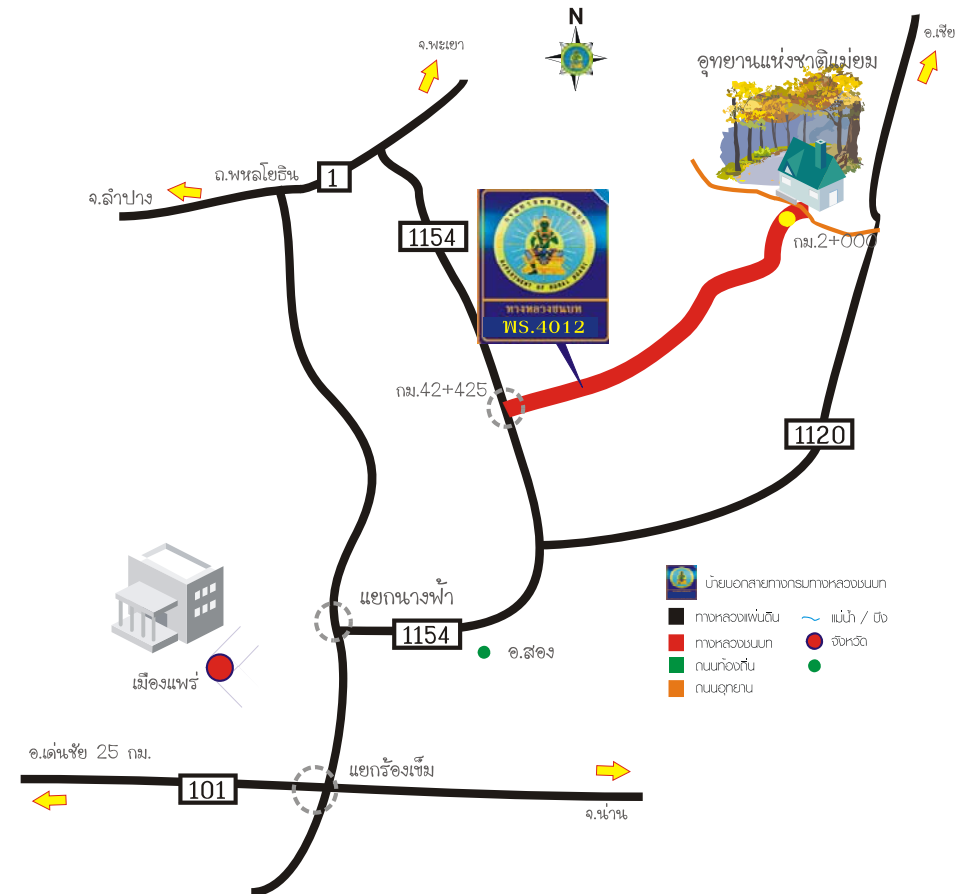 N
จ.พะเยา
อ.เชีย
อุทยานแห่งชาติแม่ยม
ถ.พหลโยธิน
1
จ.ลำปาง
1154
DEPARTMENT OF RURAL ROADS
ทางหลวงชนบท
พร.4012
กม.2+000
กม.42+425
1120
แยกนางฟ้า
1154
อ.สอง
เมืองแพร่
ป้ายบอกสายทางกรมทางหลวงชนบท
ทางหลวงแผ่นดิน
แม่น้ำ / บึง
ทางหลวงชนบท
จังหวัด
ถนนท้องถิ่น
ถนนอุทยาน
อ.เด่นชัย 25 กม.
แยกร้องเข็ม
101
จ.น่าน